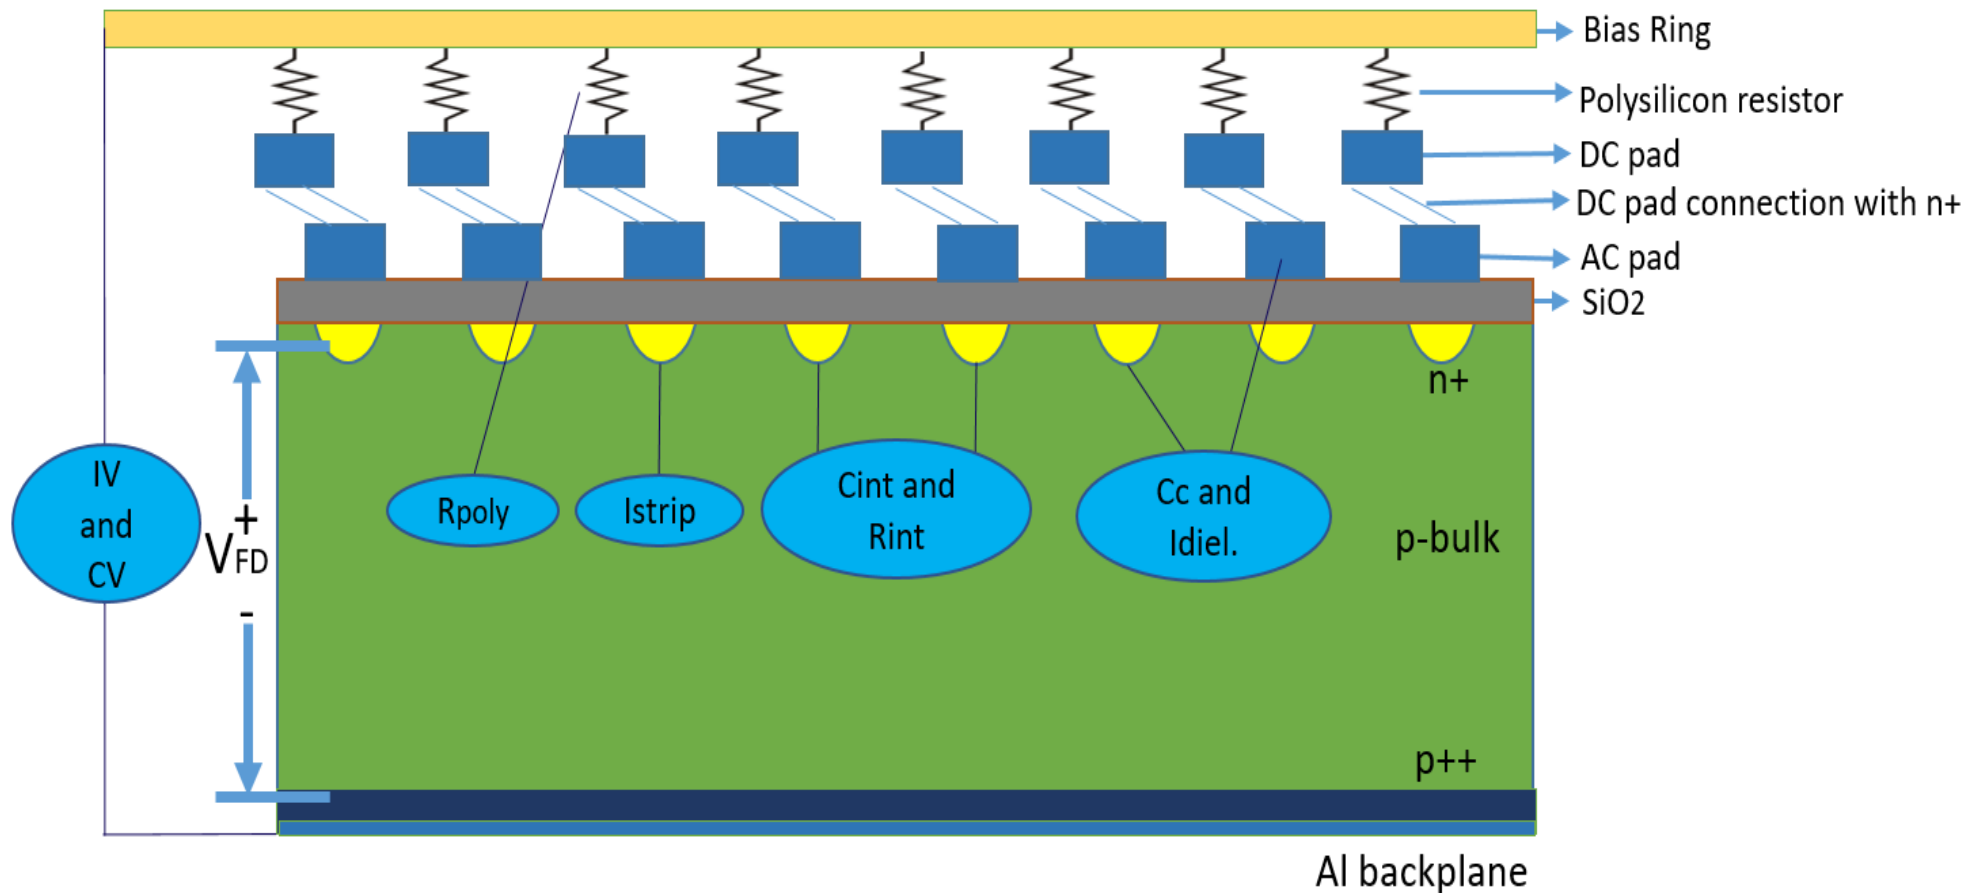 Bias Ring
Polysilicon resistor
DC pad
DC pad connection with n+
AC pad
SiO2
n+
IV
and
CV
+
VFD
-
Rpoly
Istrip
Cint and
Rint
Cc and
Idiel.
p-bulk
p++
Al backplane